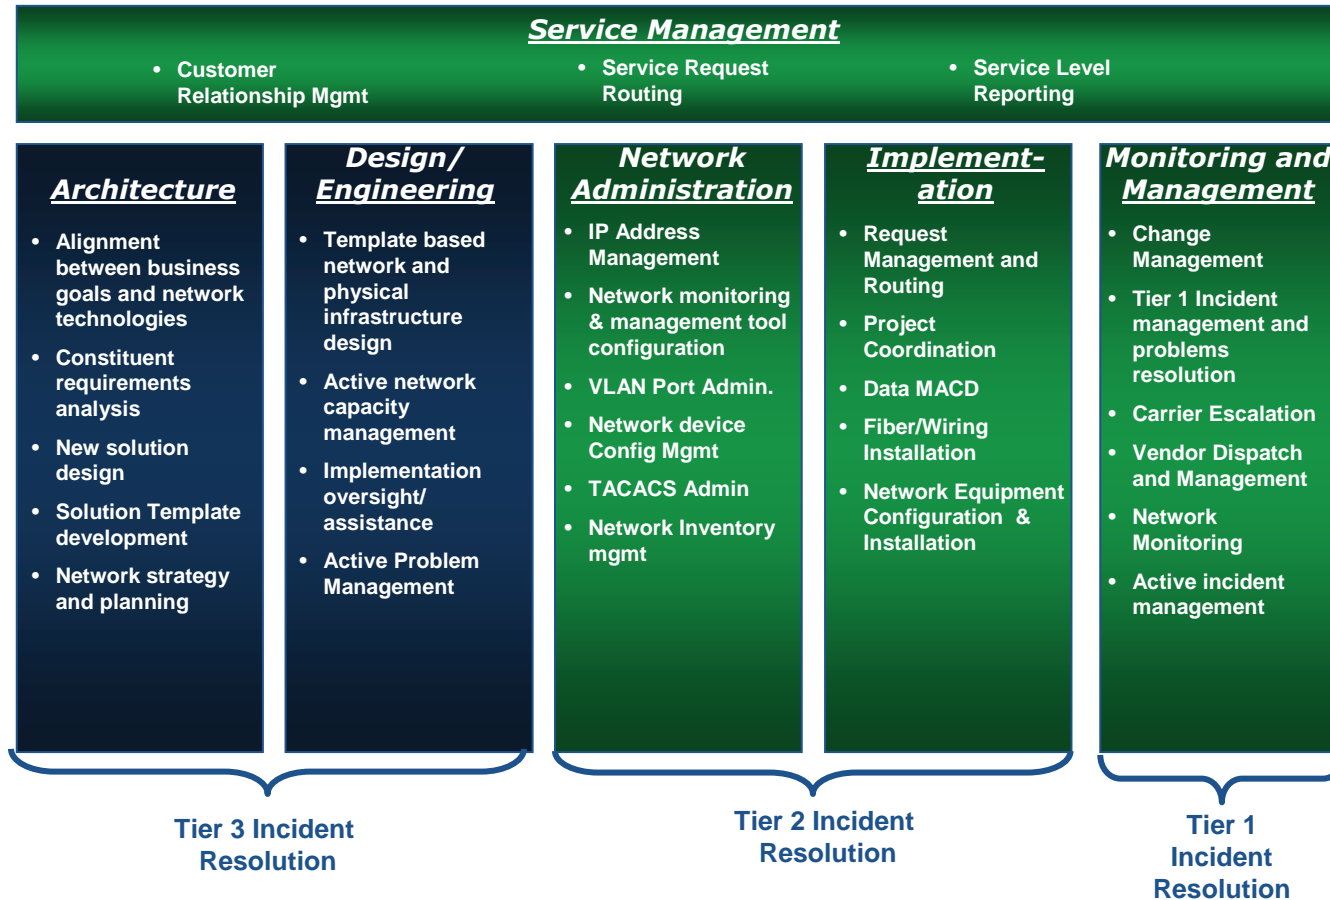 Service Management
• Customer
Relationship Mgmt
• Service Request
Routing
• Service Level
Reporting
Architecture
• Alignment
between business
goals and network
technologies
• Constituent
requirements
analysis
• New solution
design
• Solution Template
development
• Network strategy
and planning
Design/
Engineering
• Template based
network and
physical
infrastructure
design
• Active network
capacity
management
• Implementation
oversight/
assistance
• Active Problem
Management
Network
Administration
• IP Address
Management
• Network monitoring
& management tool
configuration
• VLAN Port Admin.
• Network device
Config Mgmt
• TACACS Admin
• Network Inventory
mgmt
Implement-
ation
• Request
Management and
Routing
• Project
Coordination
• Data MACD
• Fiber/Wiring
Installation
• Network Equipment
Configuration &
Installation
Monitoring and
Management
• Change
Management
• Tier 1 Incident
management and
problems
resolution
• Carrier Escalation
• Vendor Dispatch
and Management
• Network
Monitoring
• Active incident
management
Tier 3 Incident
Resolution
Tier 2 Incident
Resolution
Tier 1
Incident
Resolution